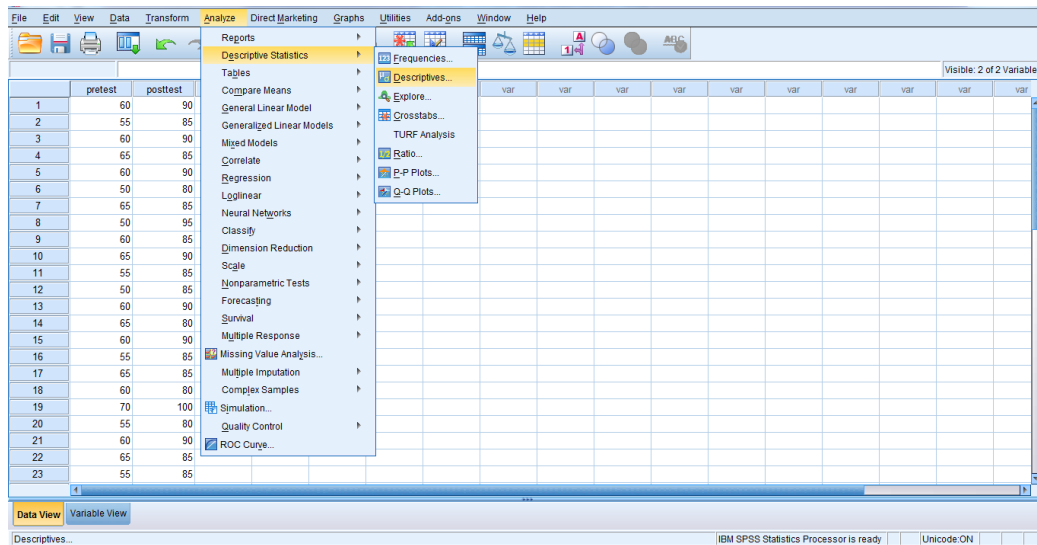 File Edit View Data Transform Analyze Direct Marketing Graphs Utilities Add-ons Window Help
Visible: 2 of 2 Variable
pretest posttest var var var var var var var var var var
1 60 90
2 55 85
3 60 90
4 65 85
5 60 90
6 50 80
7 65 85
8 50 95
9 60 85
10 65 90
11 55 85
12 50 85
13 60 90
14 65 80
15 60 90
16 55 85
17 65 85
18 60 80
19 70 100
20 55 80
21 60 90
22 65 85
23 55 85
Reports
Descriptive Statistics
Tables
Compare Means
General Linear Model
Generalized Linear Models
Mixed Models
Correlate
Regression
Loglinear
Neural Networks
Classify
Dimension Reduction
Scale
Nonparametric Tests
Forecasting
Survival
Multiple Response
Missing Value Analysis...
Multiple Imputation
Complex Samples
Simulation...
Quality Control
ROC Curve...
Frequencies...
Descriptives...
Explore...
Crosstabs...
TURF Analysis
Ratio...
P-P Plots...
Q-Q Plots...
Data View Variable View
Descriptives... IBM SPSS Statistics Processor is ready Unicode:ON